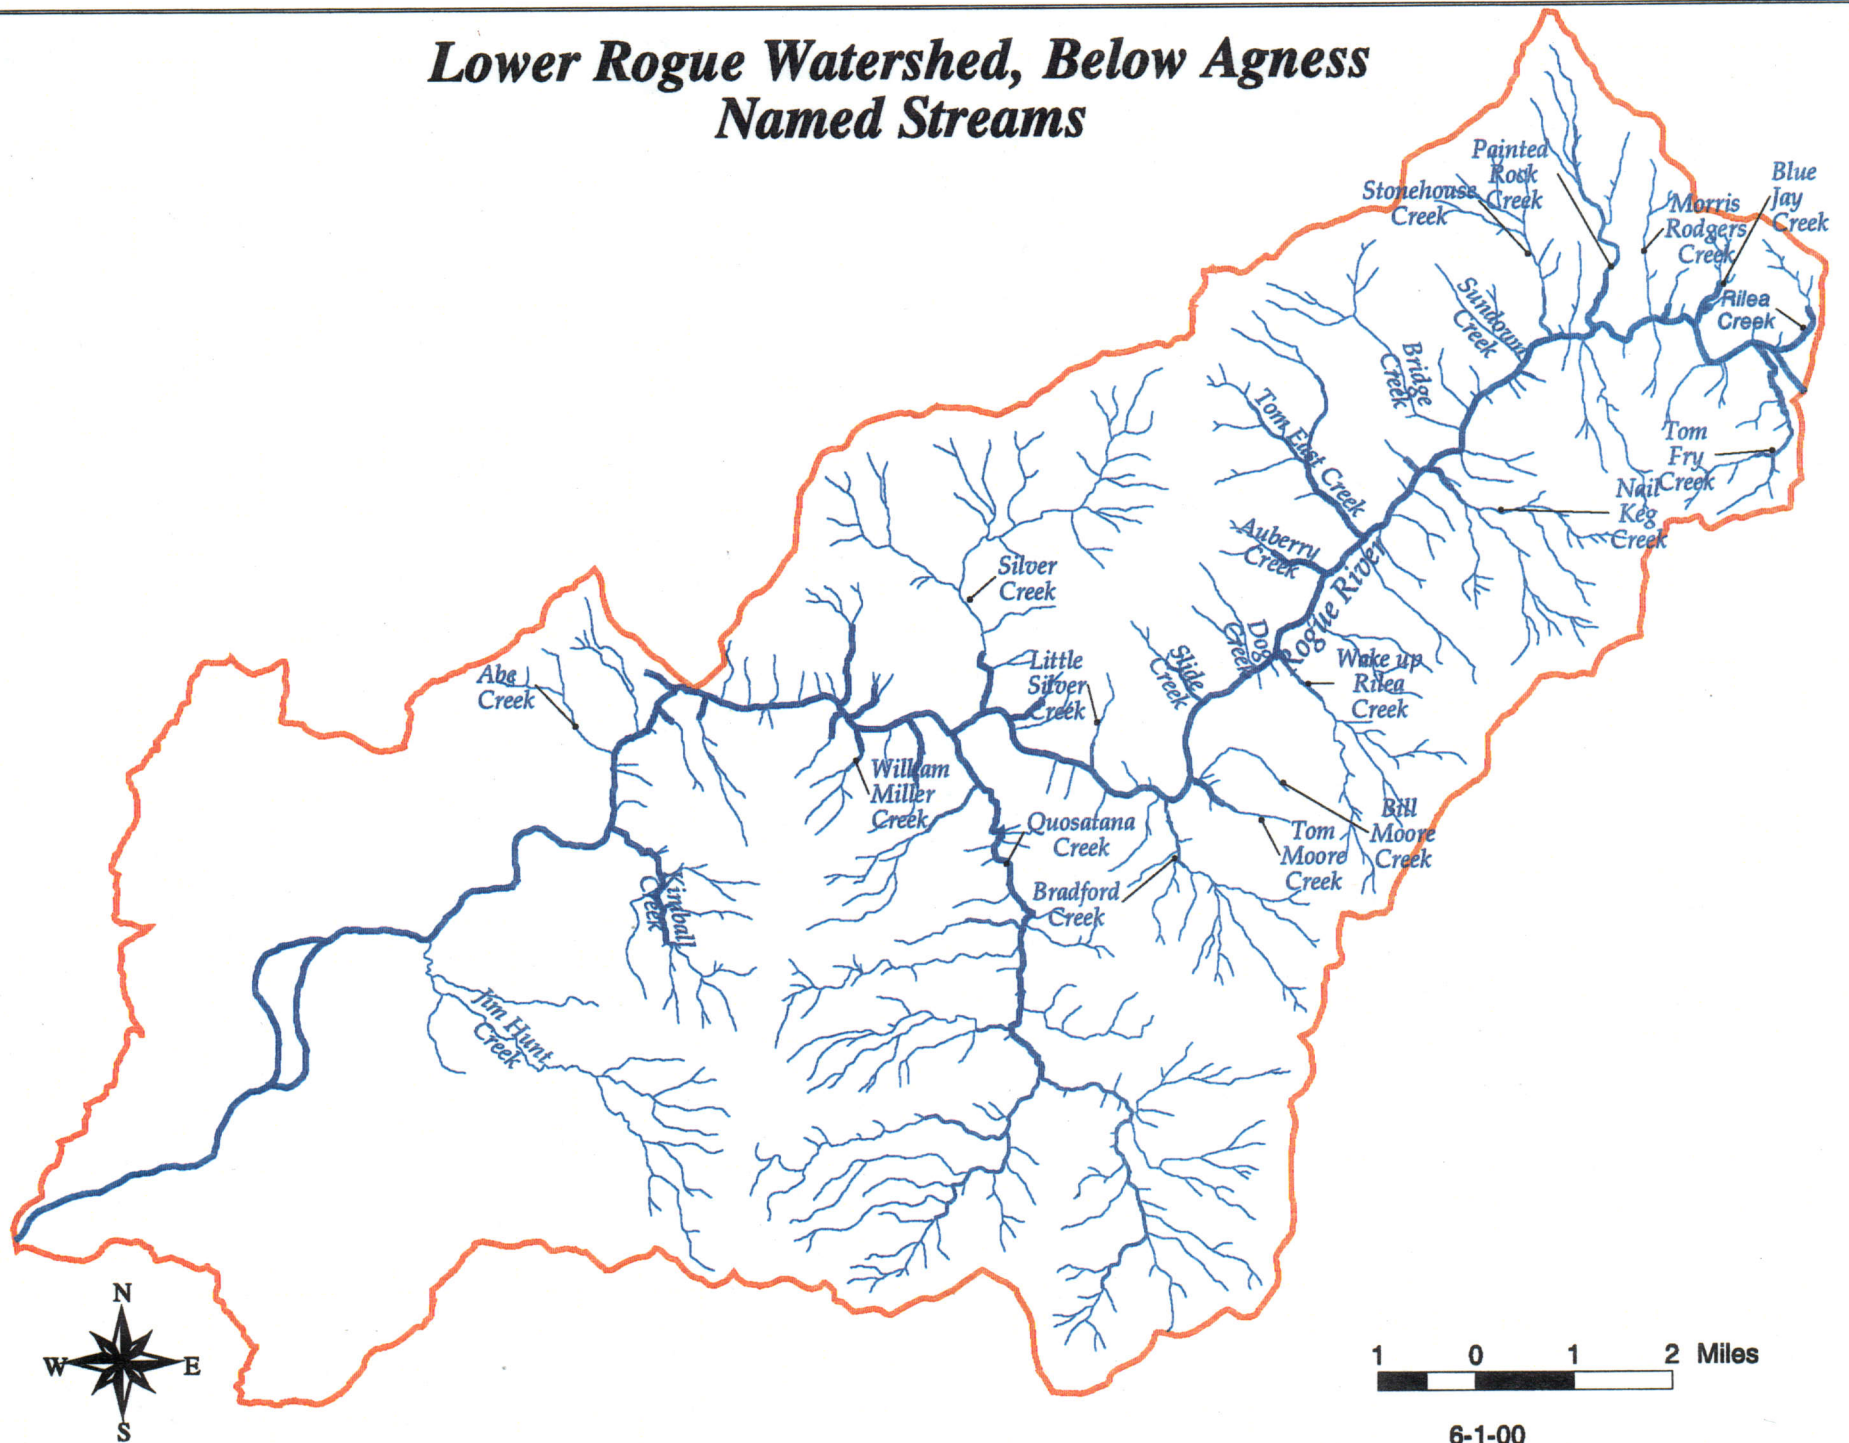 Lower Rogue Watershed, Below Agness
Named Streams
Painted
Rock
Creek
Stonehouse
Creek
Blue
Jay
Creek
Morris
Rodgers
Creek
Rilea
Creek
Sundown
Creek
Bridge
Creek
Tom East Creek
Tom
Fry
Creek
Nail
Keg
Creek
Auberry
Creek
Rogue River
Silver
Creek
Dog
Creek
Slide
Creek
Wake up
Rilea
Creek
Little
Silver
Creek
Abe
Creek
William
Miller
Creek
Quosatana
Creek
Bill
Moore
Creek
Tom
Moore
Creek
Bradford
Creek
Kimball
Creek
Jim Hunt
Creek
N
W
E
S
1 0 1 2 Miles
6-1-00